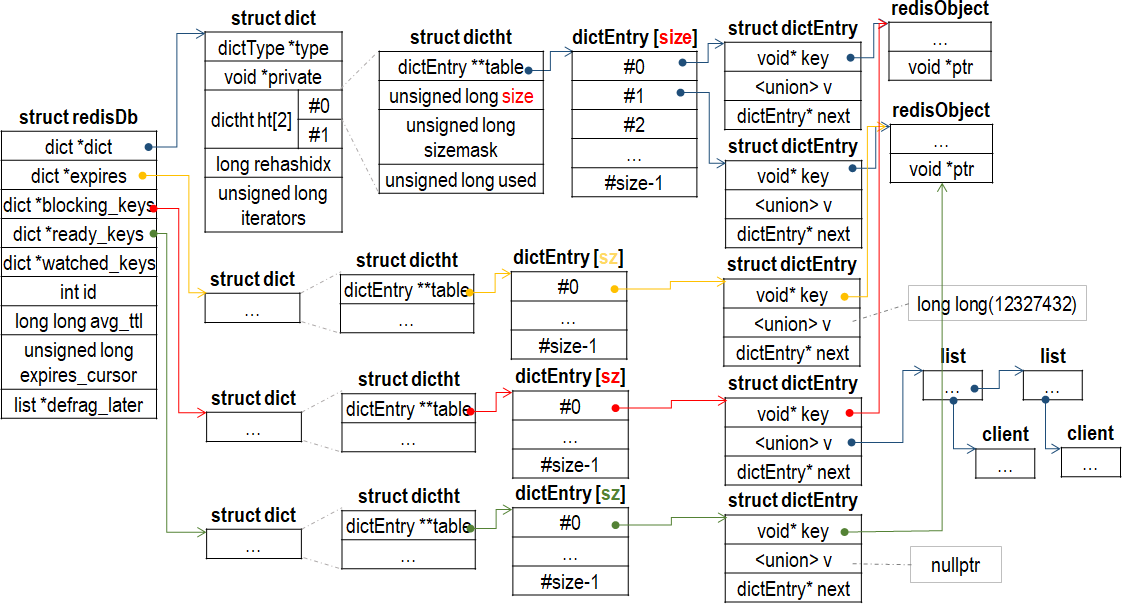 struct redisDb
dict *dict
dict *expires
dict *blocking_keys
dict *ready_keys
dict *watched_keys
int id
long long avg_ttl
unsigned long
expires_cursor
list *defrag_later
struct dict
dictType *type
void *private
dictht ht[2]
#0
#1
long rehashidx
unsigned long
iterators
struct dictht
dictEntry **table
unsigned long size
unsigned long
sizemask
unsigned long used
dictEntry [size]
#0
#1
#2
...
#size-1
struct dictEntry
void* key
<union> v
dictEntry* next
struct dictEntry
void* key
<union> v
dictEntry* next
redisObject
...
void *ptr
redisObject
...
void *ptr
struct dict
...
struct dictht
dictEntry **table
...
dictEntry [sz]
#0
...
#size-1
struct dictEntry
void* key
<union> v
dictEntry* next
long long(12327432)
struct dict
...
struct dictht
dictEntry **table
...
dictEntry [sz]
#0
...
#size-1
struct dictEntry
void* key
<union> v
dictEntry* next
list
...
list
...
client
...
client
...
struct dict
...
struct dictht
dictEntry **table
...
dictEntry [sz]
#0
...
#size-1
struct dictEntry
void* key
<union> v
dictEntry* next
nullptr